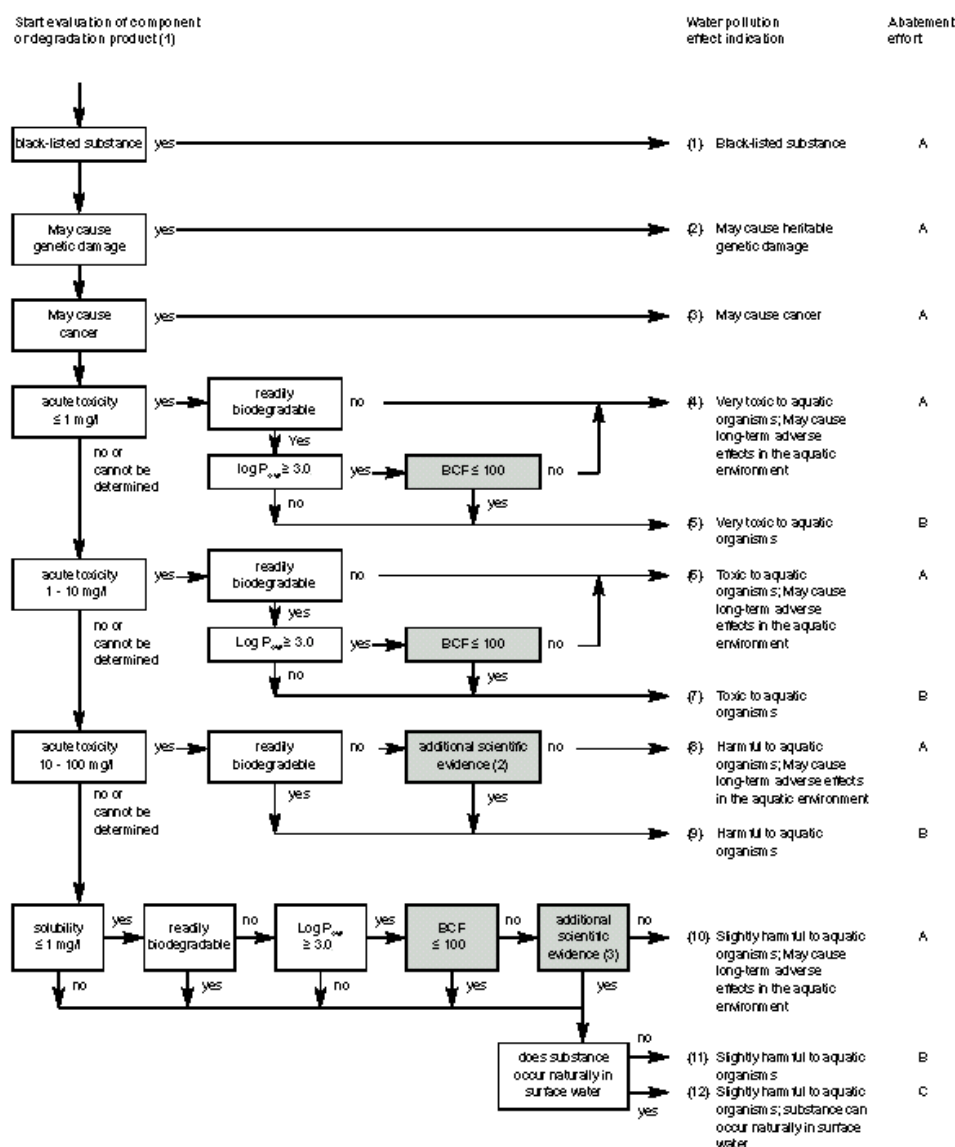 Start evaluation of component
or degradation product (1)
Water pollution
effect indication
Abatement
effort
black-listed substance
yes
(1) Black-listed substance
A
May cause
genetic damage
yes
(2) May cause heritable
genetic damage
A
May cause
cancer
yes
(3) May cause cancer
A
acute toxicity
≤ 1 mg/l
yes
readily
biodegradable
no
(4) Very toxic to aquatic
organisms; May cause
long-term adverse
effects in the aquatic
environment
A
Yes
no or
cannot be
determined
log P ≥ 3.0
yes
BCF ≤ 100
no
no
yes
(5) Very toxic to aquatic
organisms
B
acute toxicity
1 - 10 mg/l
yes
readily
biodegradable
no
(6) Toxic to aquatic
organisms; May cause
long-term adverse
effects in the aquatic
environment
A
yes
no or
cannot be
determined
Log P ≥ 3.0
yes
BCF ≤ 100
no
no
yes
(7) Toxic to aquatic
organisms
B
acute toxicity
10 - 100 mg/l
yes
readily
biodegradeble
no
additional scientific
evidence (2)
no
(8) Harmful to aquatic
organisms; May cause
long-term adverse effects
in the aquatic environment
A
no or
cannot be
determined
yes
yes
(9) Harmful to aquatic
organisms
B
solubility
≤ 1 mg/l
yes
readily
biodegradable
no
Log P
≥ 3.0
yes
BCF
≤ 100
no
additional
scientific
evidence (3)
no
(10) Slightly harmful to aquatic
organisms; May cause
long-term adverse
effects in the aquatic
environment
A
no
yes
no
yes
yes
does substance
occur naturally in
surface water
no
(11) Slightly harmful to aquatic
organisms
B
yes
(12) Slightly harmful to aquatic
organisms; substance can
occur naturally in surface
water
C